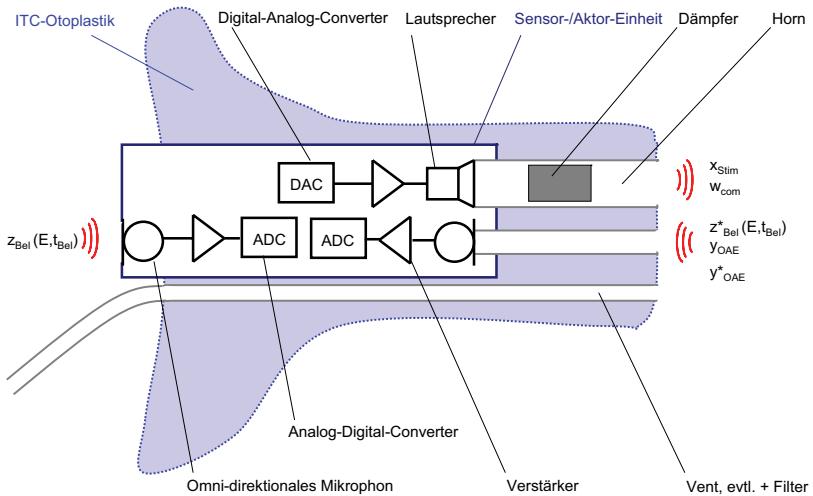 ITC-Otoplastik
Digital-Analog-Converter
Lautsprecher
Sensor-/Aktor-Einheit
Dämpfer
Horn
DAC
x_Stim
w_com
z_Bel (E,t_Bel)
ADC
ADC
z*_Bel (E,t_Bel)
y_OAE
y*_OAE
Analog-Digital-Converter
Omni-direktionales Mikrophon
Verstärker
Vent, evtl. + Filter